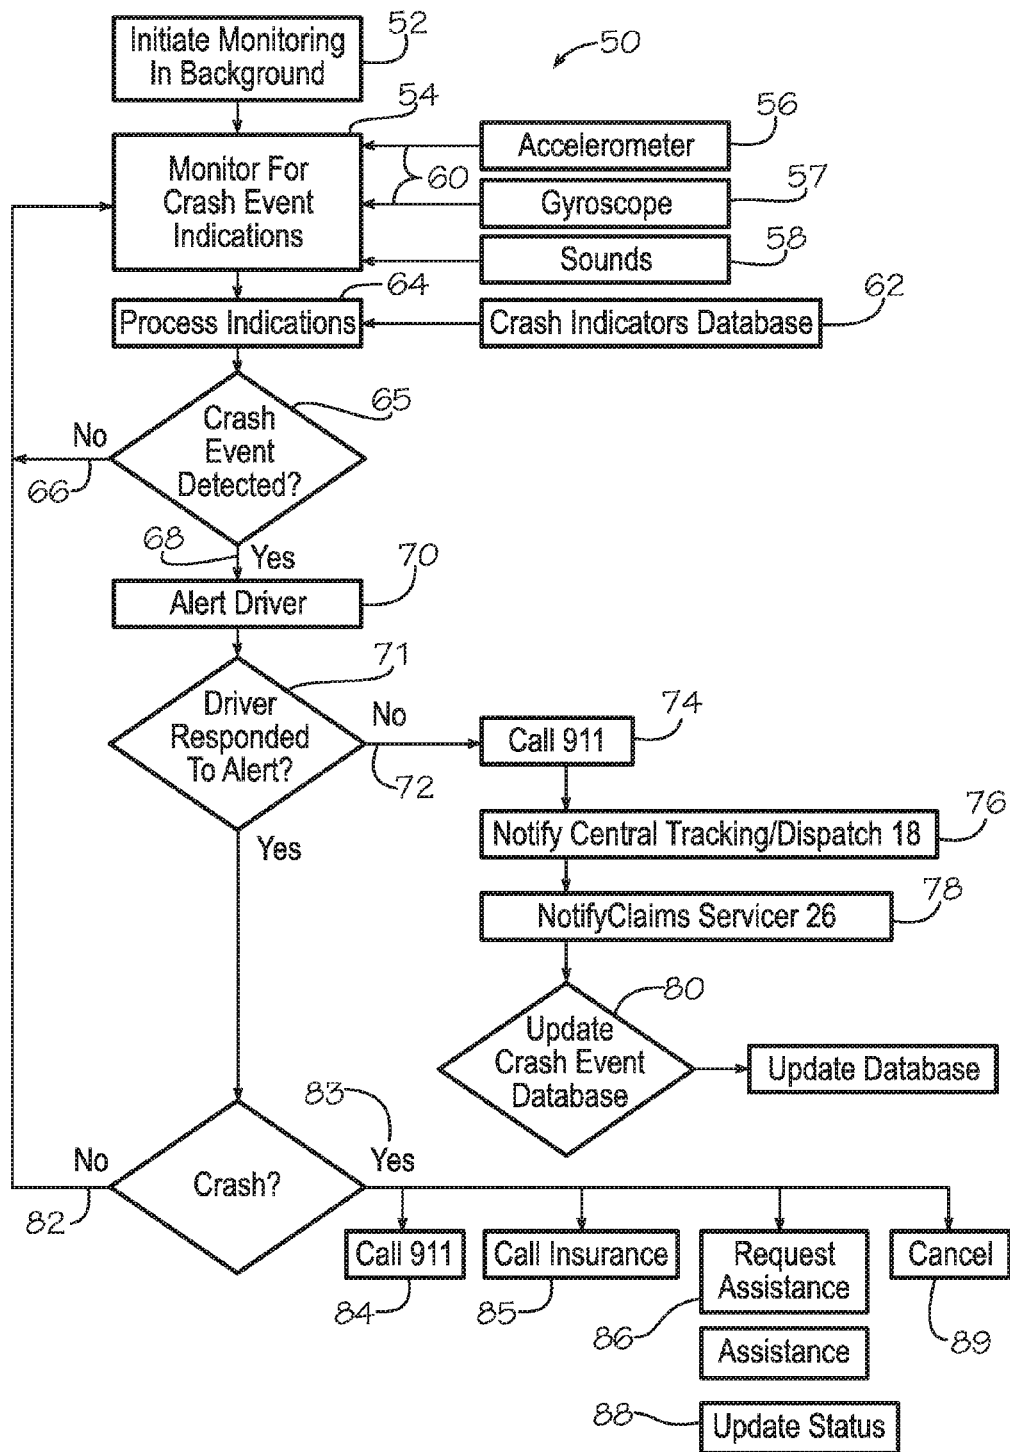 Initiate Monitoring
In Background
52
50
54
Monitor For
Crash Event
Indications
Accelerometer
56
60
Gyroscope
57
Sounds
58
64
Process Indications
Crash Indicators Database
62
65
Crash
Event
Detected?
No
66
68
Yes
70
Alert Driver
71
Driver
Responded
To Alert?
No
72
Call 911
74
Yes
Notify Central Tracking/Dispatch 18
76
NotifyClaims Servicer 26
78
80
Update
Crash Event
Database
Update Database
83
No
Yes
Crash?
82
Call 911
84
Call Insurance
85
Request
Assistance
86
Cancel
89
Assistance
88
Update Status